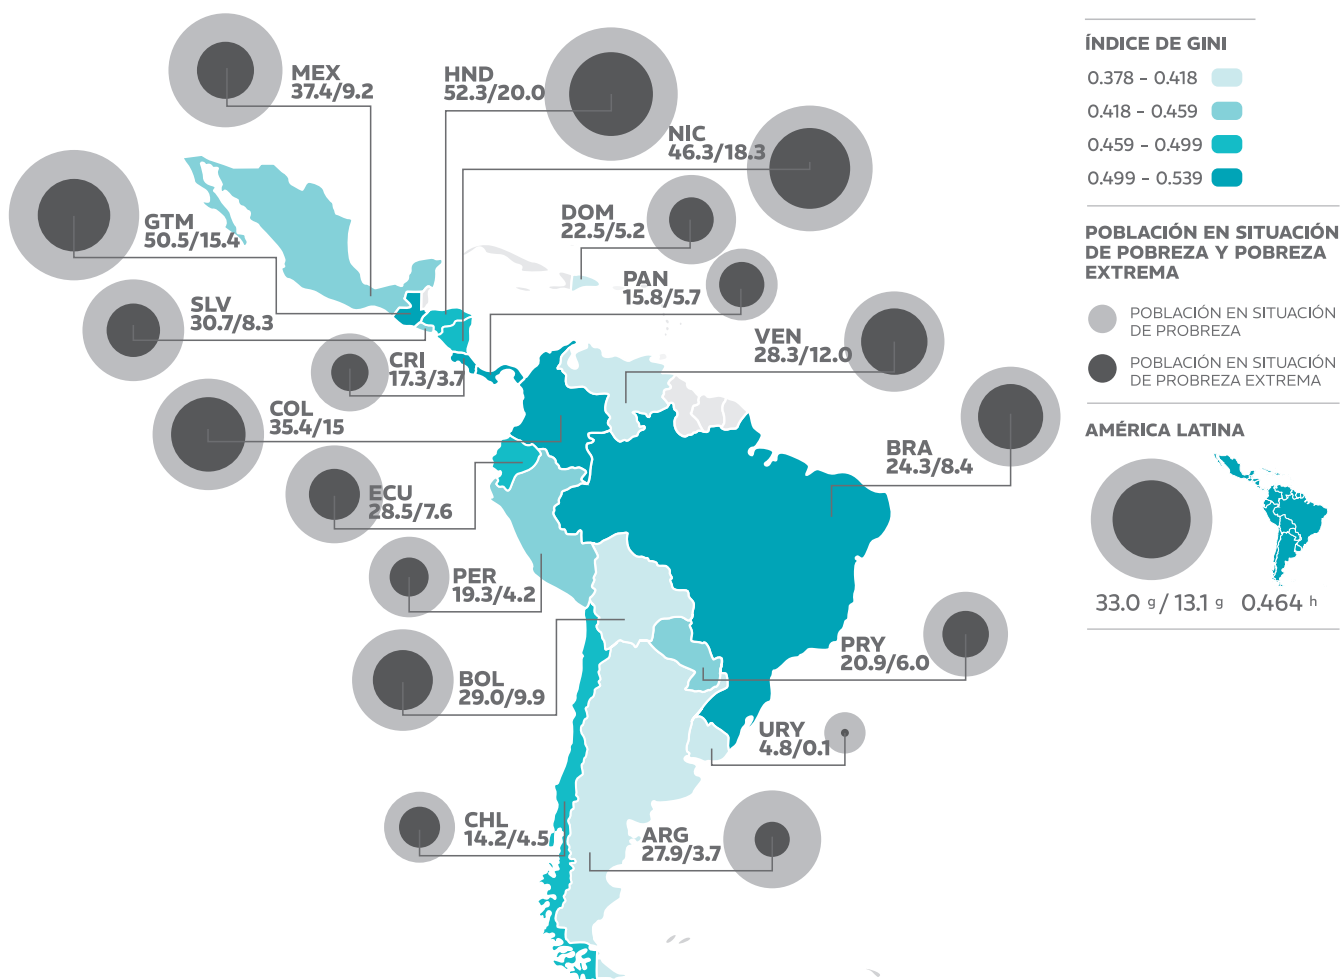 MEX
37.4/9.2
HND
52.3/20.0
NIC
46.3/18.3
GTM
50.5/15.4
DOM
22.5/5.2
PAN
15.8/5.7
SLV
30.7/8.3
VEN
28.3/12.0
CRI
17.3/3.7
COL
35.4/15
BRA
24.3/8.4
ECU
28.5/7.6
PER
19.3/4.2
PRY
20.9/6.0
BOL
29.0/9.9
URY
4.8/0.1
CHL
14.2/4.5
ARG
27.9/3.7
ÍNDICE DE GINI
0.378 - 0.418
0.418 - 0.459
0.459 - 0.499
0.499 - 0.539
POBLACIÓN EN SITUACIÓN
DE POBREZA Y POBREZA
EXTREMA
POBLACIÓN EN SITUACIÓN
DE PROBREZA
POBLACIÓN EN SITUACIÓN
DE PROBREZA EXTREMA
AMÉRICA LATINA
33.0 g / 13.1 g 0.464 h